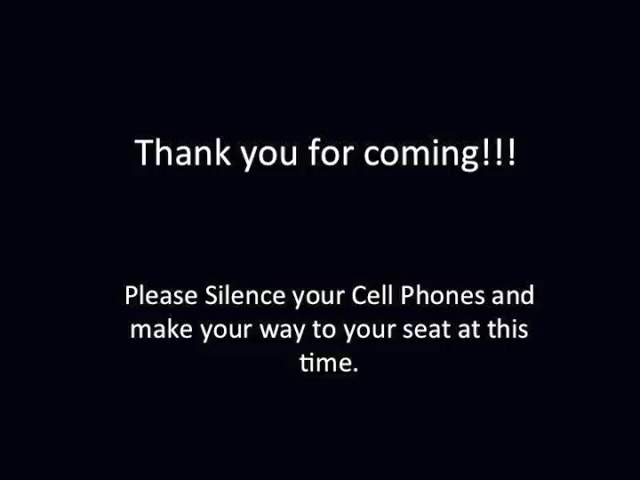 Thank you for coming!!!
Please Silence your Cell Phones and
make your way to your seat at this
time.